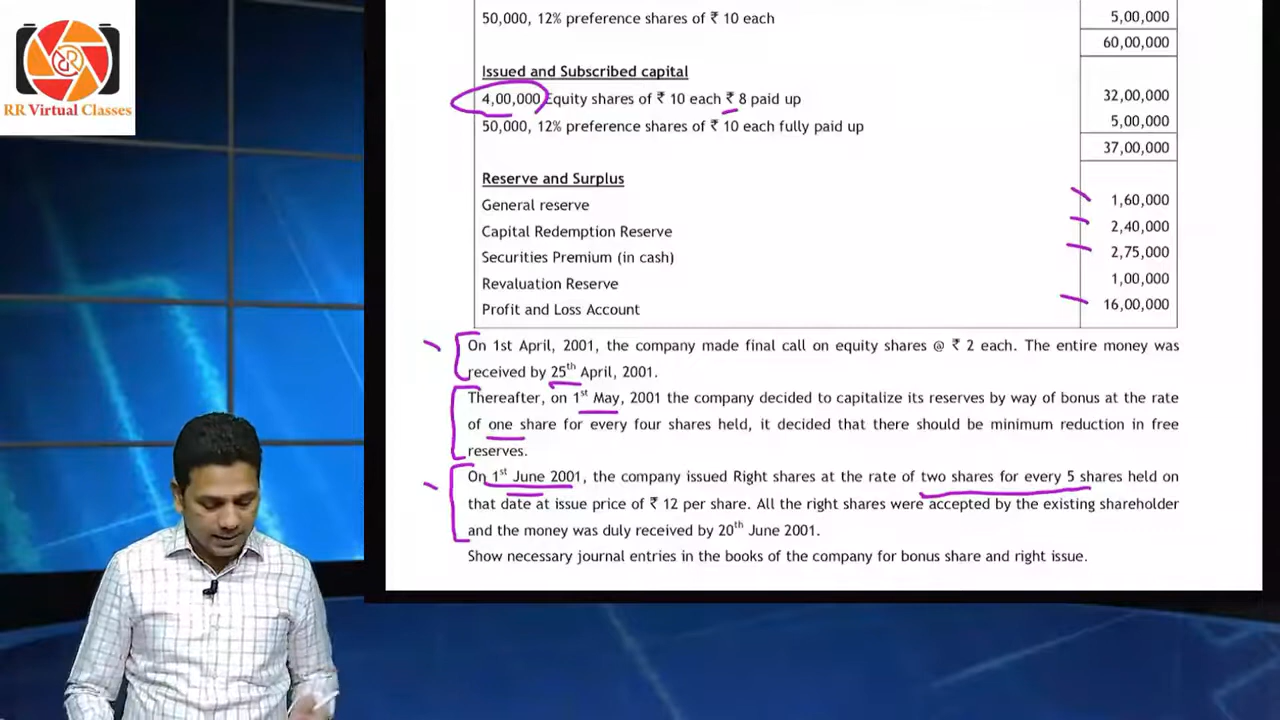 RR Virtual Classes
50,000, 12% preference shares of ₹ 10 each 5,00,000
60,00,000
Issued and Subscribed capital
4,00,000 Equity shares of ₹ 10 each ₹ 8 paid up 32,00,000
50,000, 12% preference shares of ₹ 10 each fully paid up 5,00,000
37,00,000
Reserve and Surplus
General reserve 1,60,000
Capital Redemption Reserve 2,40,000
Securities Premium (in cash) 2,75,000
Revaluation Reserve 1,00,000
Profit and Loss Account 16,00,000
On 1st April, 2001, the company made final call on equity shares @ ₹ 2 each. The entire money was
received by 25th April, 2001.
Thereafter, on 1st May, 2001 the company decided to capitalize its reserves by way of bonus at the rate
of one share for every four shares held, it decided that there should be minimum reduction in free
reserves.
On 1st June 2001, the company issued Right shares at the rate of two shares for every 5 shares held on
that date at issue price of ₹ 12 per share. All the right shares were accepted by the existing shareholder
and the money was duly received by 20th June 2001.
Show necessary journal entries in the books of the company for bonus share and right issue.